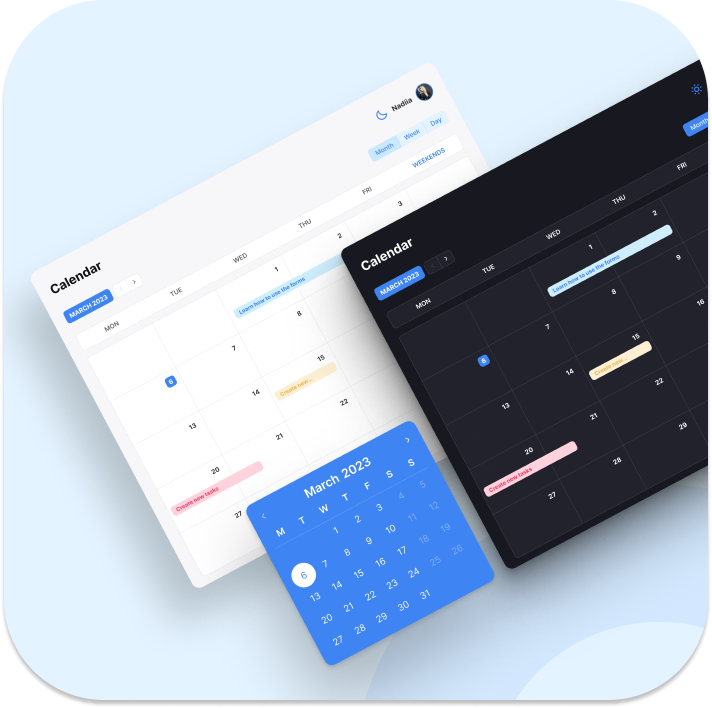 Nadiia
Month Week Day
Calendar
MARCH 2023
WEEKENDS
MON TUE WED THU FRI
1 2 3
Learn how to use the forms
6 7 8
13 14 15
Create new...
20 21 22
Create new tasks
27
Calendar
MARCH 2023
Month
MON TUE WED THU FRI
1 2
Learn how to use the forms
6 7 8 9
13 14 15 16
Create new...
20 21 22
Create new tasks
27 28 29
March 2023
M T W T F S S
1 2 3 4 5
6 7 8 9 10 11 12
13 14 15 16 17 18 19
20 21 22 23 24 25 26
27 28 29 30 31